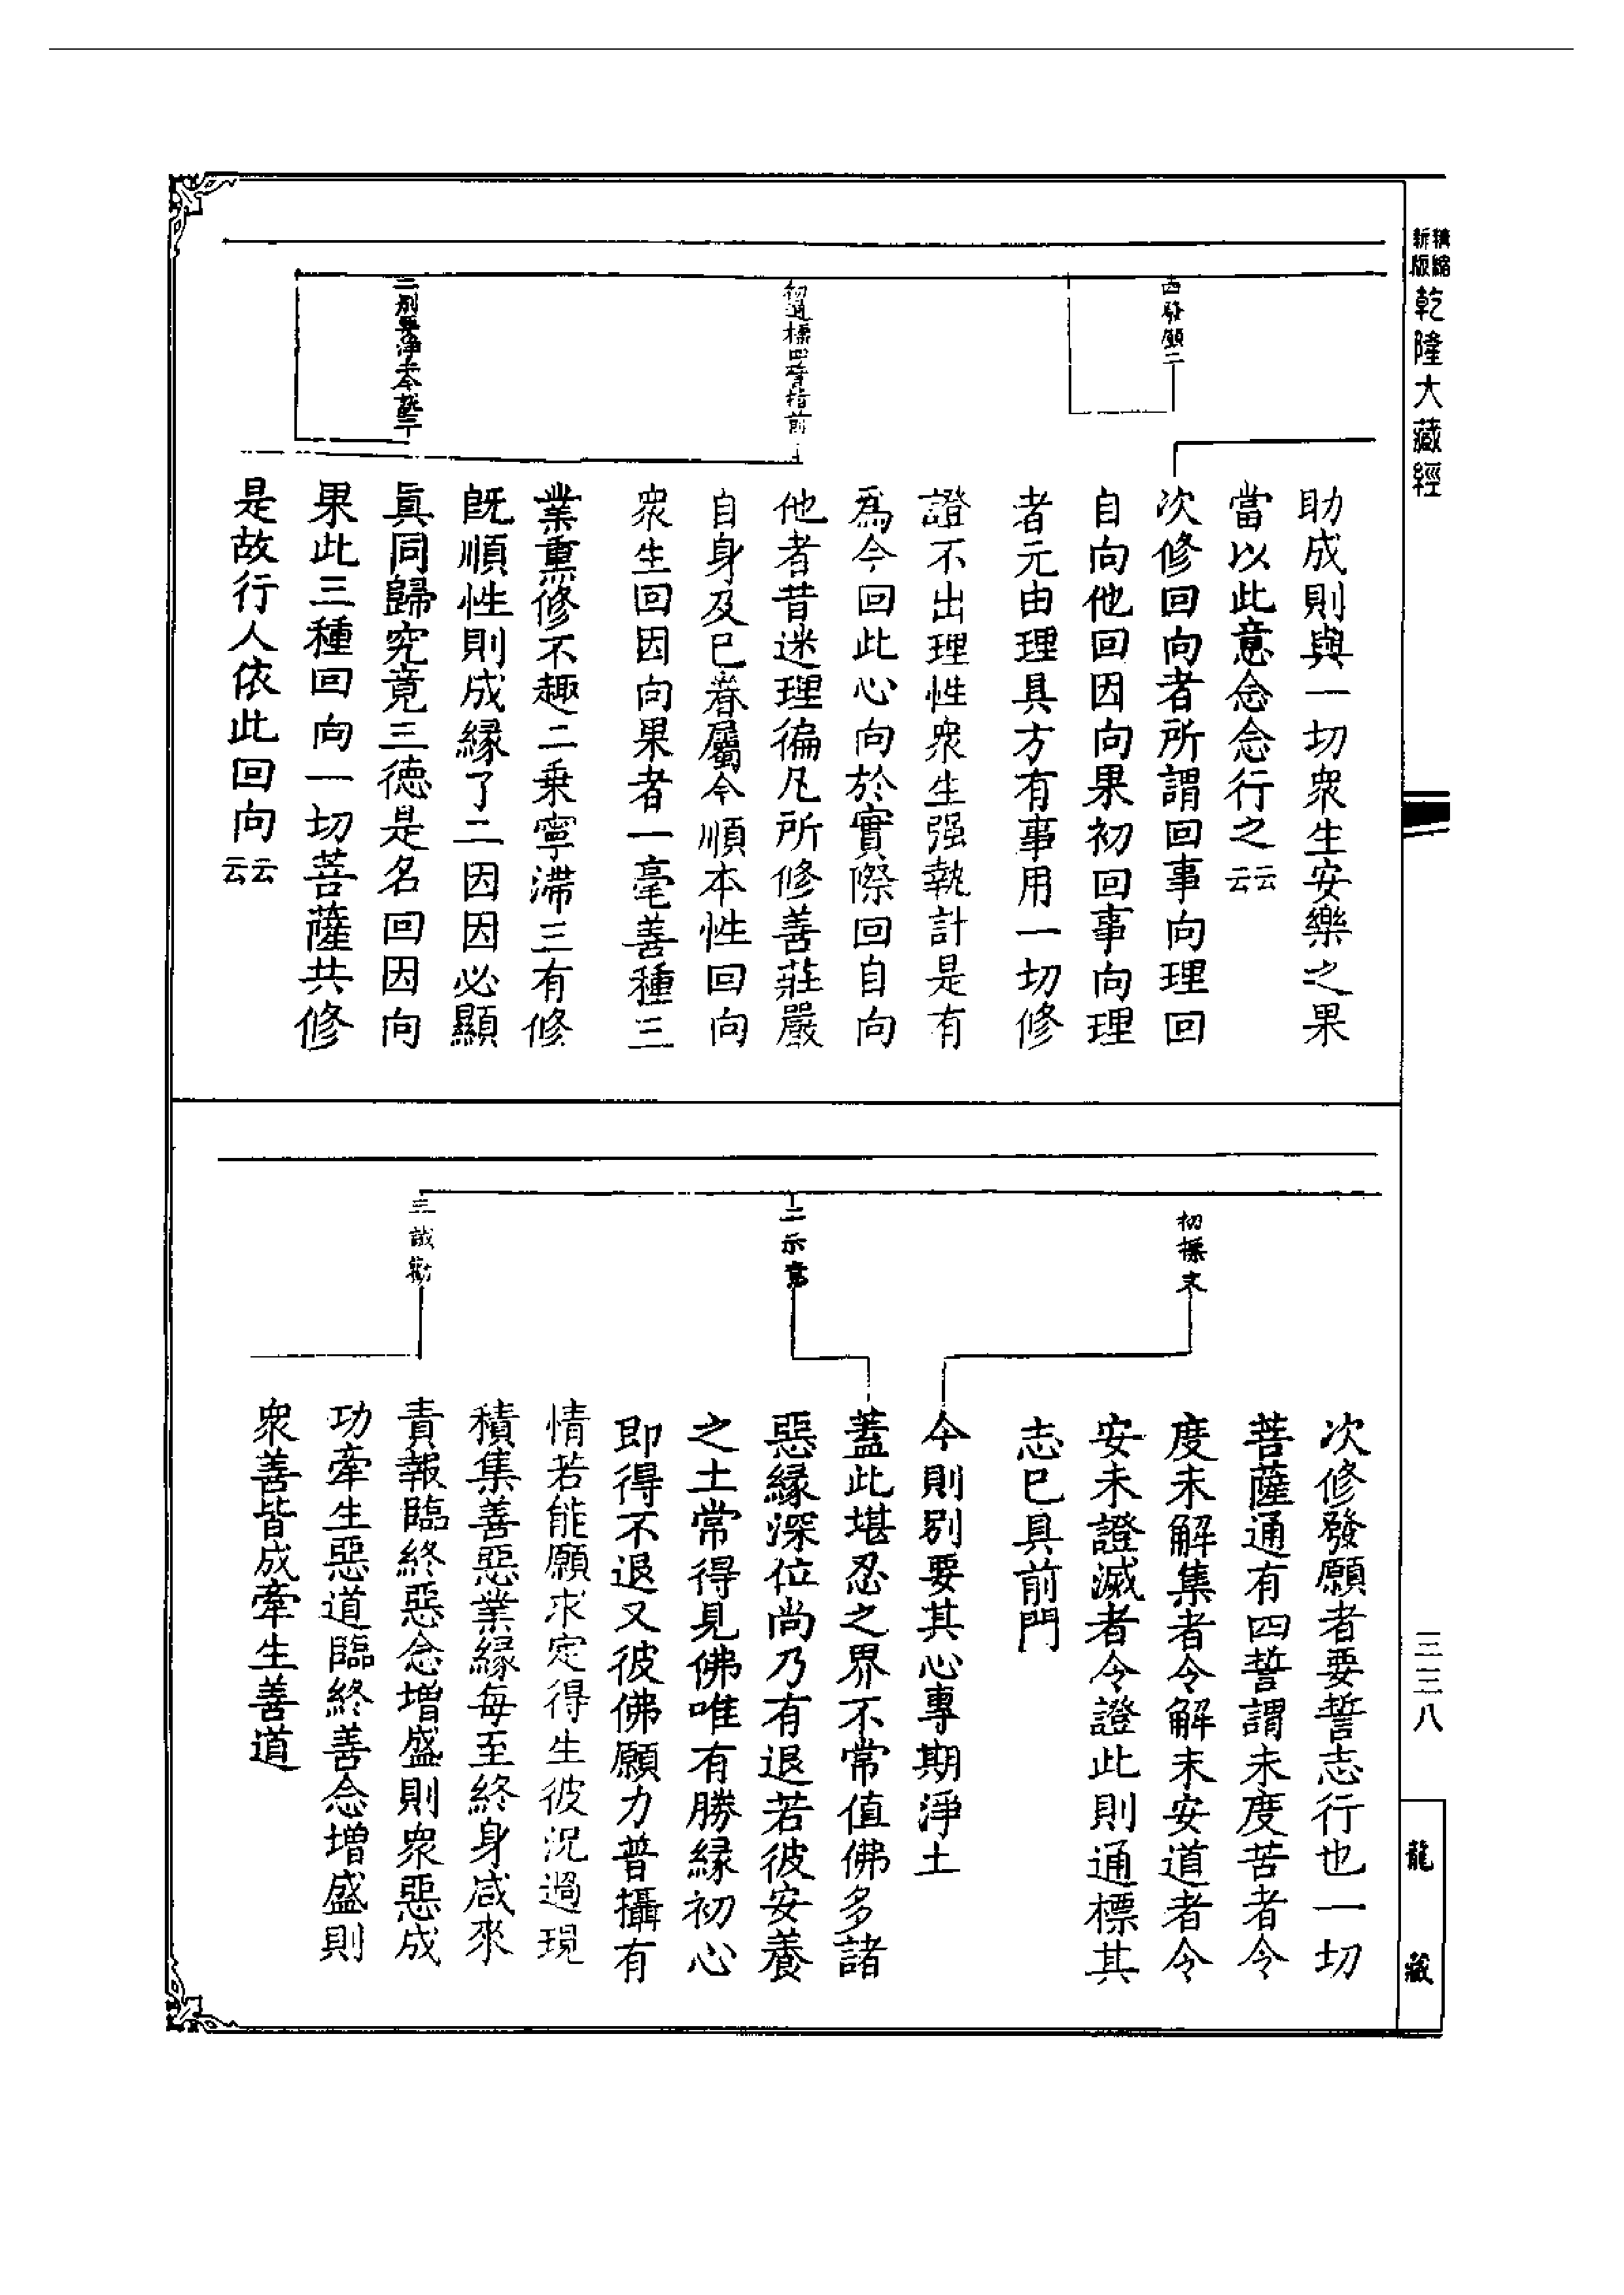 精縮
新版
乾隆大藏經
四發願二
初通標四誓指前
二別要淨土今說三
助成則與一切衆生安樂之果
當以此意念念行之云云
次修回向者所謂回事向理回
自向他回因向果初回事向理
者元由理具方有事用一切修
證不出理性衆生强執計是有
爲今回此心向於實際回自向
他者昔迷理徧凡所修善莊嚴
自身及巳眷屬今順本性回向
衆生回因向果者一毫善種三
業熏修不趣二乗寧滯三有修
旣順性則成緣了二因因必顯
眞同歸究竟三德是名回因向
果此三種回向一切菩薩共修
是故行人依此回向云云
初標末
二示意
三誡勸
次修發願者要誓志行也一切
菩薩通有四誓謂未度苦者令
度未解集者令解未安道者令
安未證滅者令證此則通標其
志巳具前門
今則別要其心專期淨土
蓋此堪忍之界不常值佛多諸
惡緣深位尚乃有退若彼安養
之土常得見佛唯有勝緣初心
即得不退又彼佛願力普攝有
情若能願求定得生彼況過現
積集善惡業緣每至終身咸來
責報臨終惡念增盛則衆惡成
功牽生惡道臨終善念增盛則
衆善皆成牽生善道
三三八
龍藏